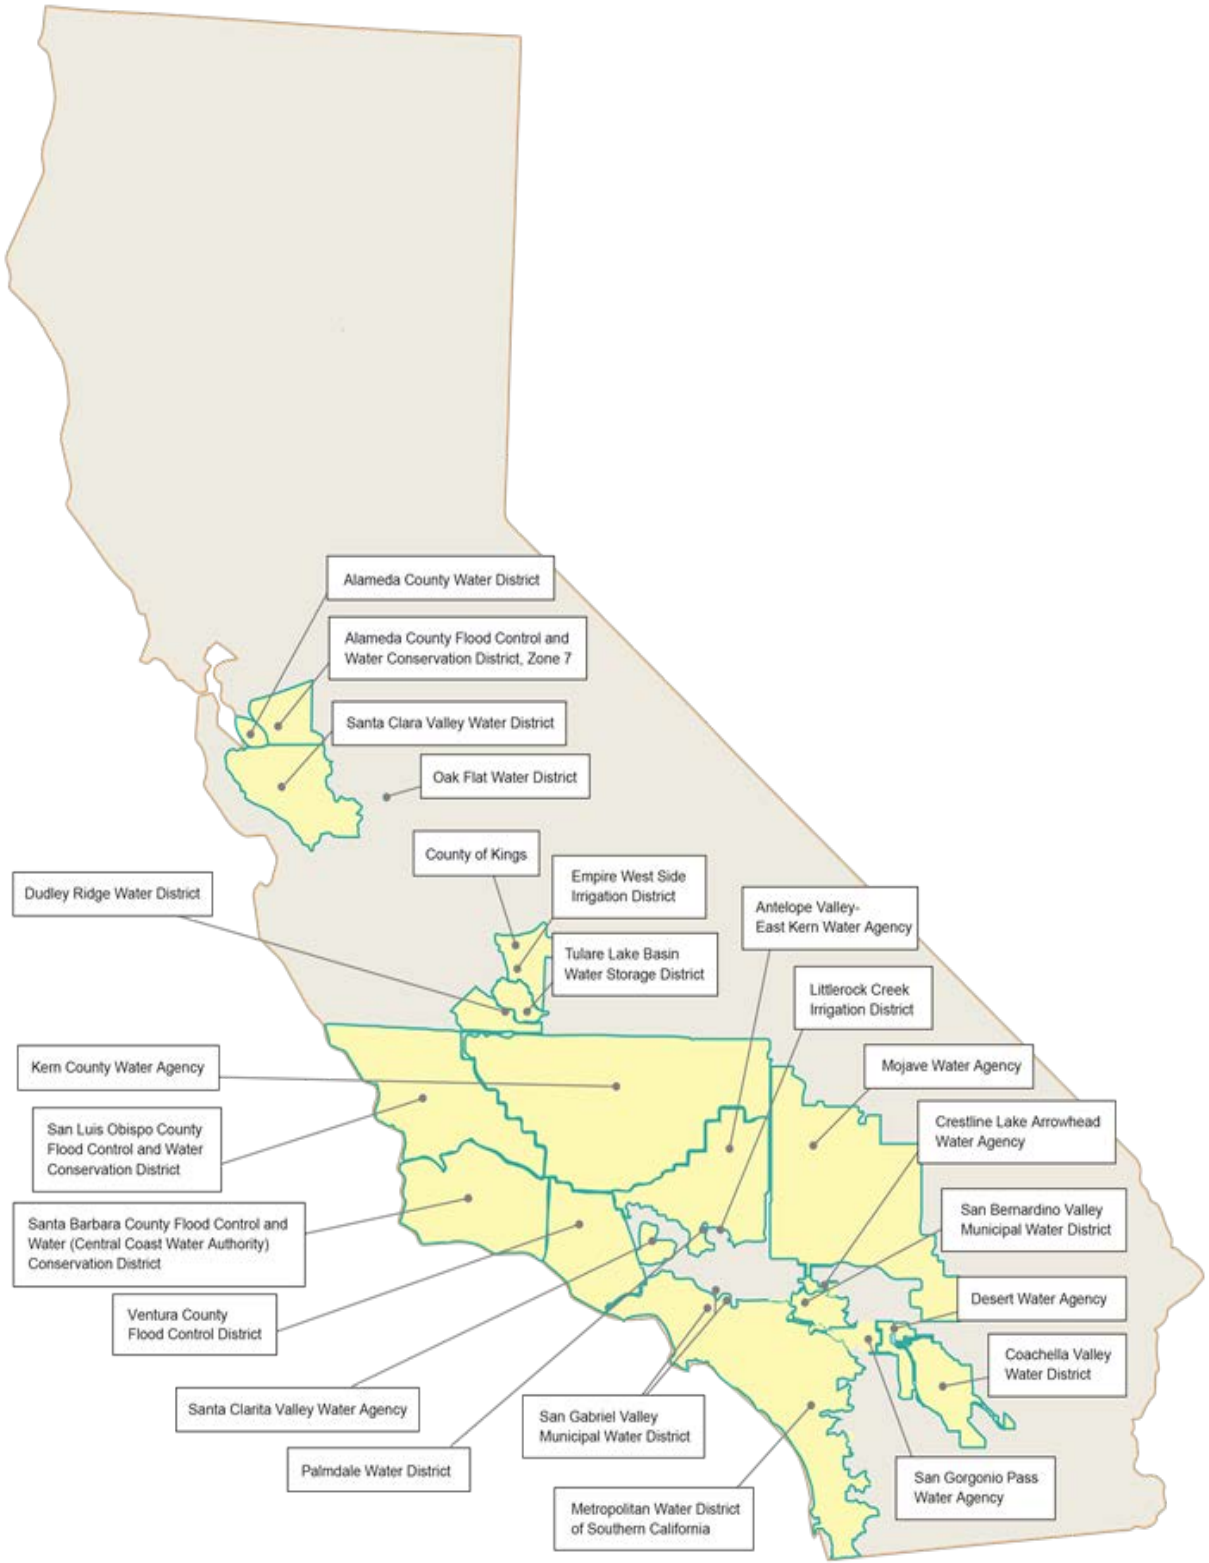 Alameda County Water District
Alameda County Flood Control and
Water Conservation District, Zone 7
Santa Clara Valley Water District
Oak Flat Water District
County of Kings
Empire West Side
Irrigation District
Dudley Ridge Water District
Antelope Valley-
East Kern Water Agency
Tulare Lake Basin
Water Storage District
Littlerock Creek
Irrigation District
Kern County Water Agency
Mojave Water Agency
San Luis Obispo County
Flood Control and Water
Conservation District
Crestline Lake Arrowhead
Water Agency
Santa Barbara County Flood Control and
Water (Central Coast Water Authority)
Conservation District
San Bernardino Valley
Municipal Water District
Ventura County
Flood Control District
Desert Water Agency
Coachella Valley
Water District
Santa Clarita Valley Water Agency
San Gabriel Valley
Municipal Water District
Palmdale Water District
San Gorgonio Pass
Water Agency
Metropolitan Water District
of Southern California